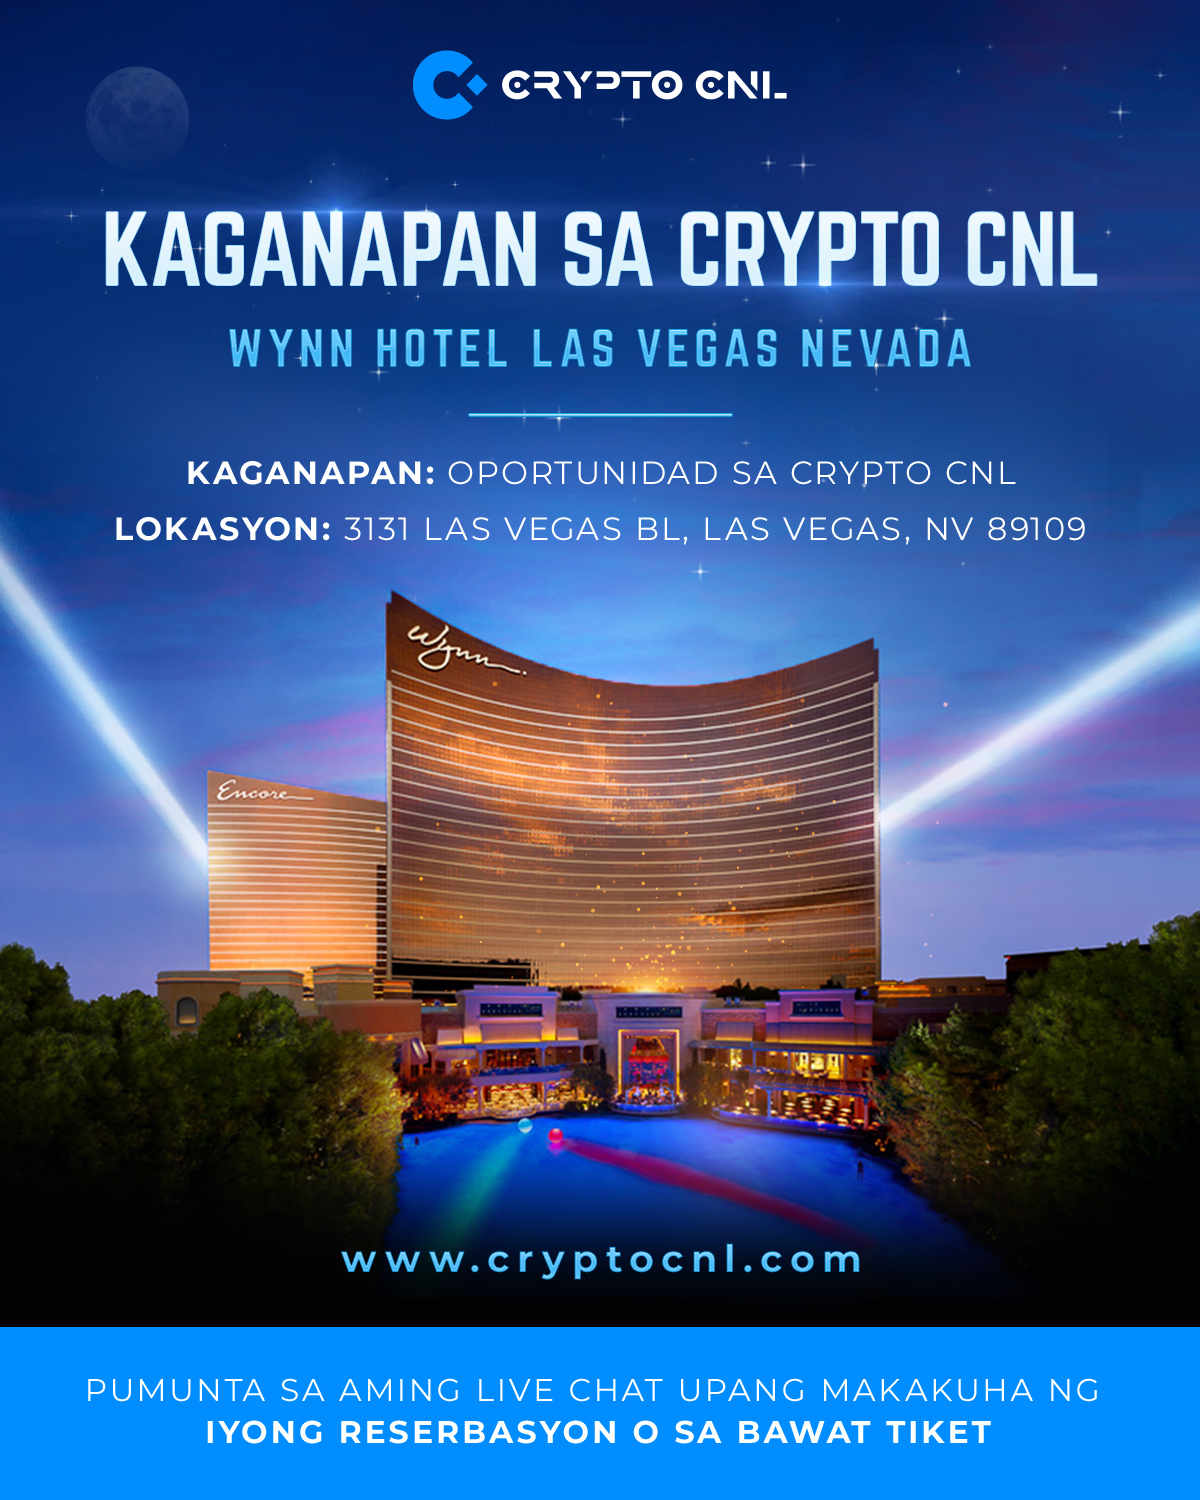 CRYPTO CNL
KAGANAPAN SA CRYPTO CNL
WYNN HOTEL LAS VEGAS NEVADA
KAGANAPAN: OPORTUNIDAD SA CRYPTO CNL
LOKASYON: 3131 LAS VEGAS BL, LAS VEGAS, NV 89109
Wynn.
Encore
www.cryptocnl.com
PUMUNTA SA AMING LIVE CHAT UPANG MAKAKUHA NG
IYONG RESERBASYON O SA BAWAT TIKET